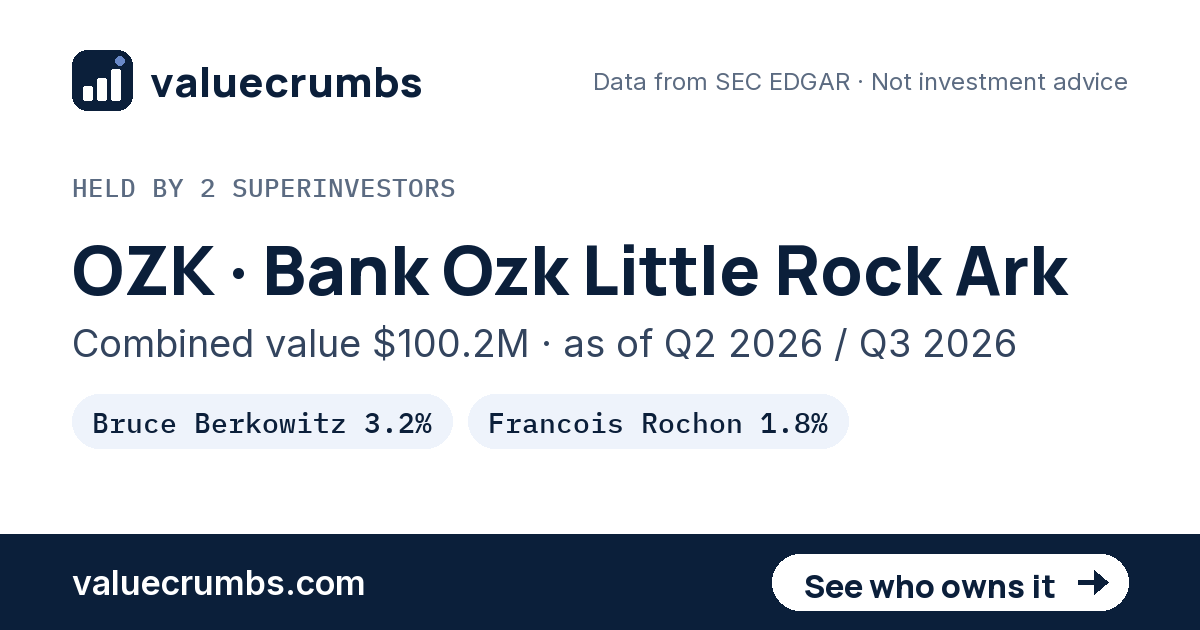 valuecrumbs
Data from SEC EDGAR · Not investment advice
HELD BY 2 SUPERINVESTORS
OZK · Bank Ozk Little Rock Ark
Combined value $100.2M · as of Q2 2026 / Q3 2026
Bruce Berkowitz 3.2%
Francois Rochon 1.8%
valuecrumbs.com
See who owns it →